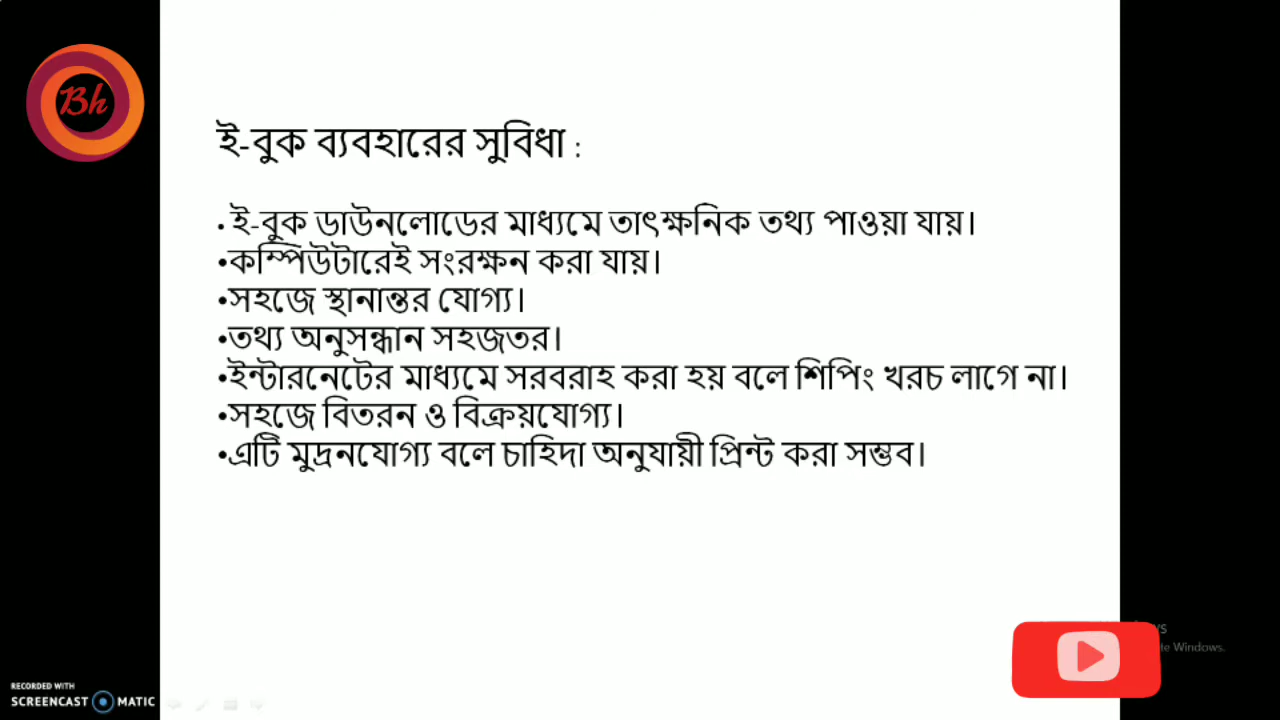 Bh
ই-বুক ব্যবহারের সুবিধা :
• ই-বুক ডাউনলোডের মাধ্যমে তাৎক্ষনিক তথ্য পাওয়া যায়।
•কম্পিউটারেই সংরক্ষন করা যায়।
•সহজে স্থানান্তর যোগ্য।
•তথ্য অনুসন্ধান সহজতর।
•ইন্টারনেটের মাধ্যমে সরবরাহ করা হয় বলে শিপিং খরচ লাগে না।
•সহজে বিতরন ও বিক্রয়যোগ্য।
•এটি মুদ্রনযোগ্য বলে চাহিদা অনুযায়ী প্রিন্ট করা সম্ভব।
Windows.
RECORDED WITH
SCREENCAST MATIC